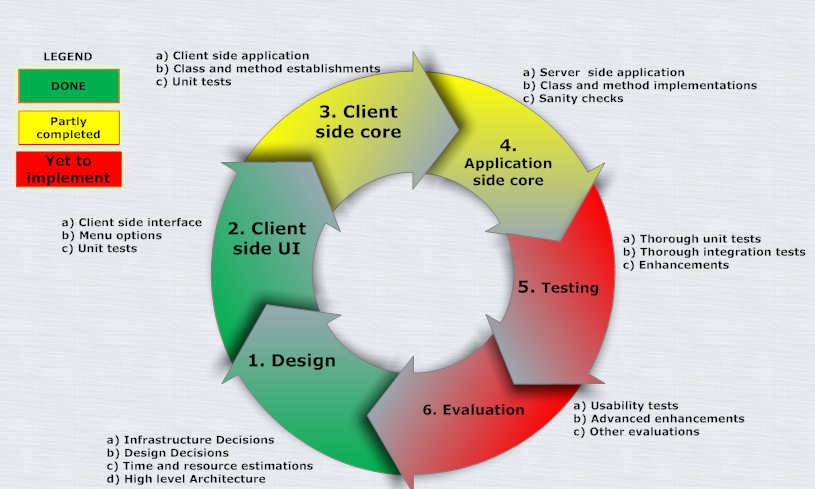 LEGEND
DONE
Partly
completed
Yet to
implement
a) Client side application
b) Class and method establishments
c) Unit tests
3. Client
side core
a) Server  side application
b) Class and method implementations
c) Sanity checks
4.
Application
side core
a) Client side interface
b) Menu options
c) Unit tests
2. Client
side UI
a) Thorough unit tests
b) Thorough integration tests
c) Enhancements
5. Testing
1. Design
6. Evaluation
a) Usability tests
b) Advanced enhancements
c) Other evaluations
a) Infrastructure Decisions
b) Design Decisions
c) Time and resource estimations
d) High level Architecture